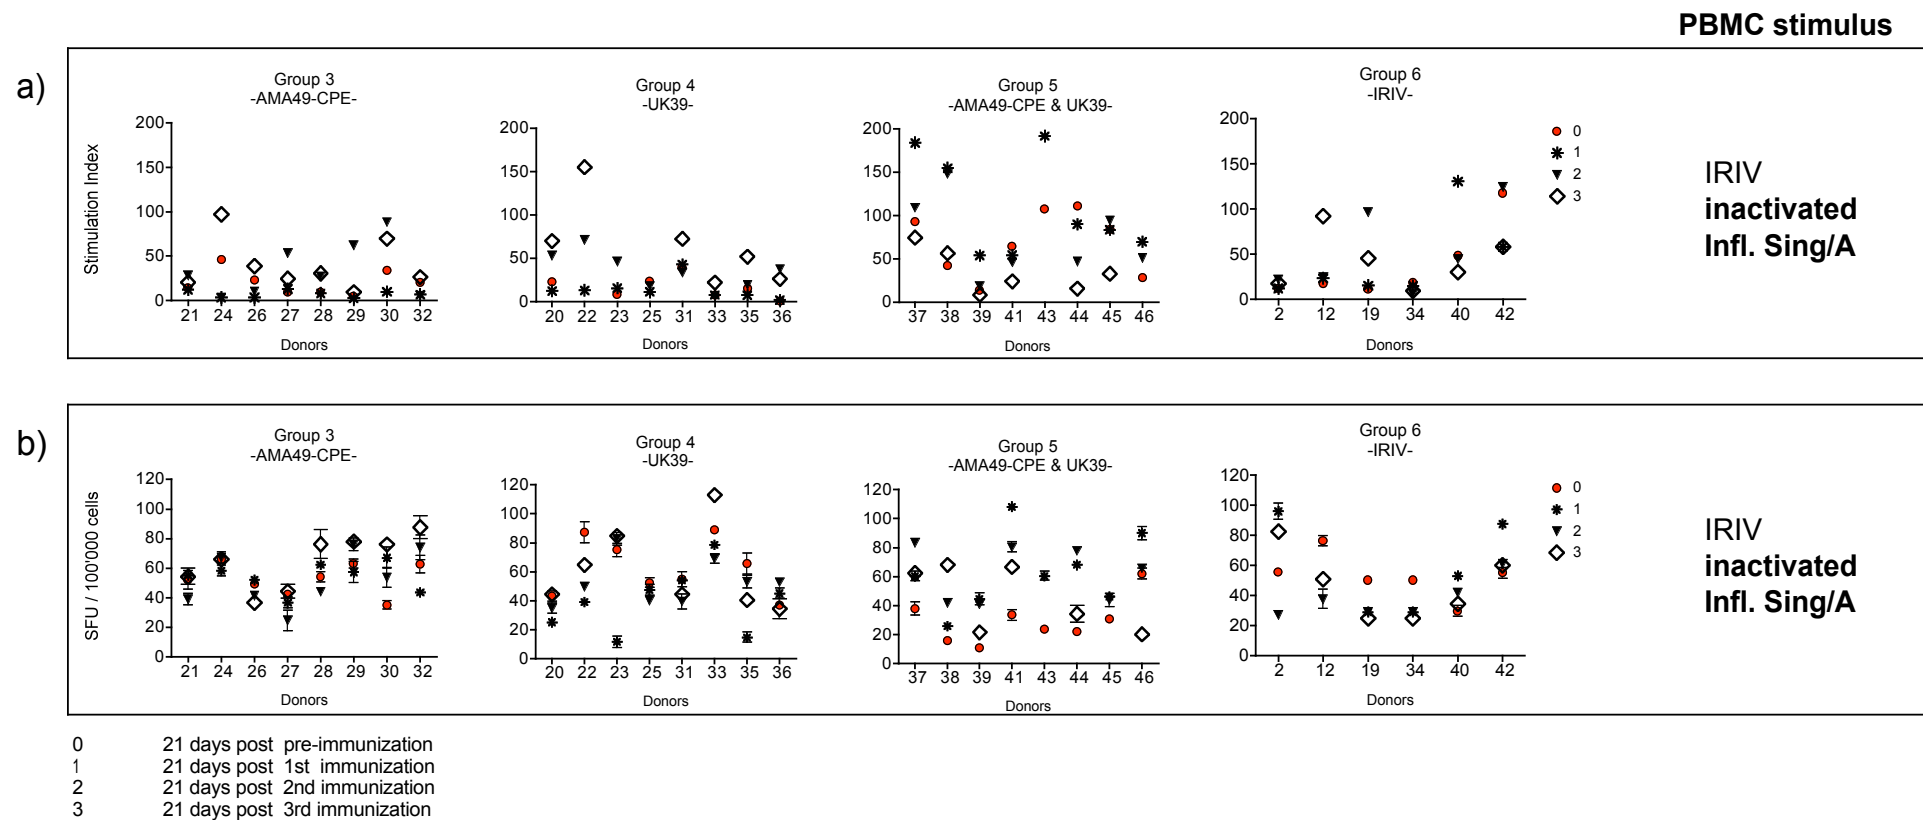 PBMC stimulus
a)
Group 3
-AMA49-CPE-
Stimulation Index
200
150
100
50
0
21 24 26 27 28 29 30 32
Donors
Group 4
-UK39-
200
150
100
50
0
20 22 23 25 31 33 35 36
Donors
Group 5
-AMA49-CPE & UK39-
200
150
100
50
0
37 38 39 41 43 44 45 46
Donors
Group 6
-IRIV-
200
150
100
50
0
2 12 19 34 40 42
Donors
0
1
2
3
IRIV
inactivated
Infl. Sing/A
b)
Group 3
-AMA49-CPE-
SFU / 100'000 cells
120
100
80
60
40
20
0
21 24 26 27 28 29 30 32
Donors
Group 4
-UK39-
120
100
80
60
40
20
0
20 22 23 25 31 33 35 36
Donors
Group 5
-AMA49-CPE & UK39-
120
100
80
60
40
20
0
37 38 39 41 43 44 45 46
Donors
Group 6
-IRIV-
120
100
80
60
40
20
0
2 12 19 34 40 42
Donors
0
1
2
3
IRIV
inactivated
Infl. Sing/A
0 21 days post pre-immunization
1 21 days post 1st immunization
2 21 days post 2nd immunization
3 21 days post 3rd immunization